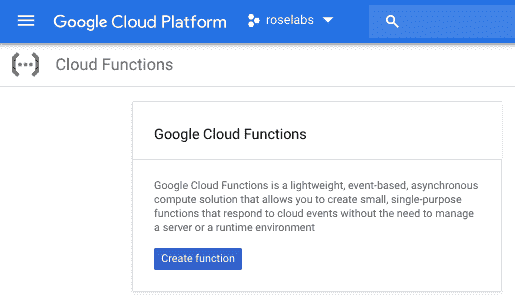 Google Cloud Platform
roselabs
Cloud Functions
Google Cloud Functions
Google Cloud Functions is a lightweight, event-based, asynchronous
compute solution that allows you to create small, single-purpose
functions that respond to cloud events without the need to manage
a server or a runtime environment
Create function